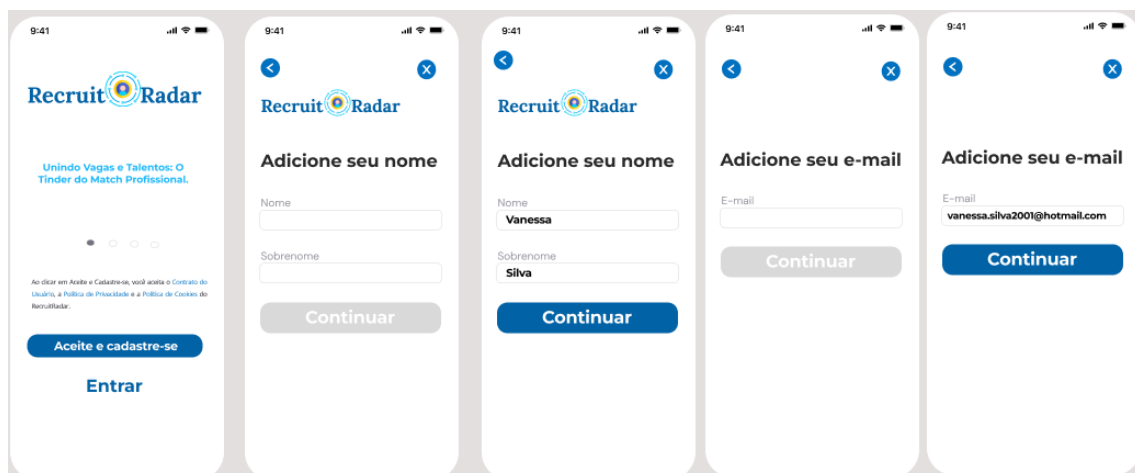 9:41
Recruit Radar
Unindo Vagas e Talentos: O
Tinder do Match Profissional.
Ao clicar em Aceite e Cadastre-se, você aceita o Contrato do
Usuário, a Política de Privacidade e a Política de Cookies do
RecruitRadar.
Aceite e cadastre-se
Entrar
9:41
<
X
Recruit Radar
Adicione seu nome
Nome
Sobrenome
Continuar
9:41
<
X
Recruit Radar
Adicione seu nome
Nome
Vanessa
Sobrenome
Silva
Continuar
9:41
<
X
Adicione seu e-mail
E-mail
Continuar
9:41
<
X
Adicione seu e-mail
E-mail
vanessa.silva2001@hotmail.com
Continuar